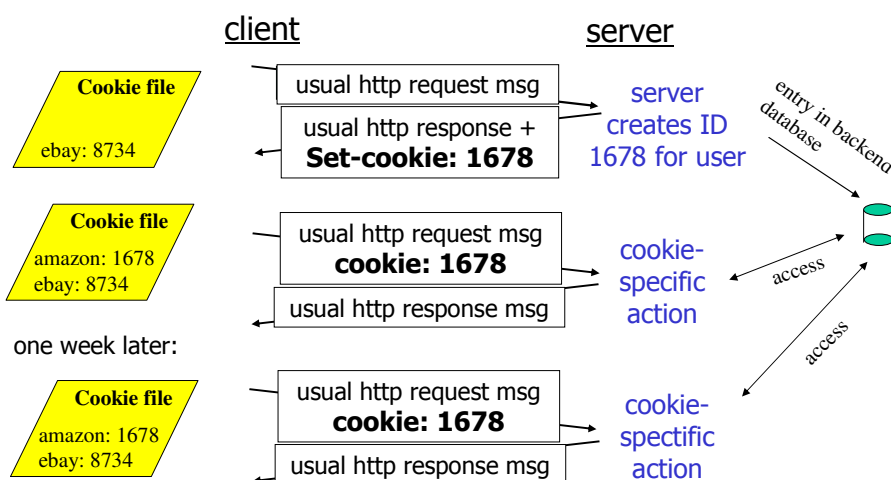 client
server
Cookie file
ebay: 8734
usual http request msg
usual http response +
Set-cookie: 1678
server
creates ID
1678 for user
entry in backend
database
Cookie file
amazon: 1678
ebay: 8734
usual http request msg
cookie: 1678
usual http response msg
cookie-
specific
action
access
access
one week later:
Cookie file
amazon: 1678
ebay: 8734
usual http request msg
cookie: 1678
usual http response msg
cookie-
spectific
action